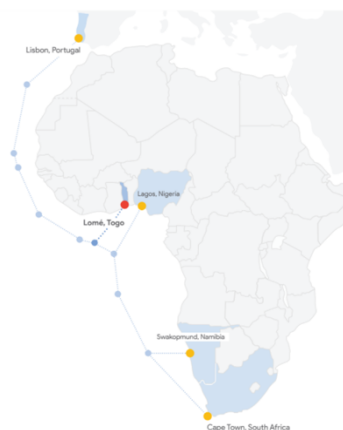 Lisbon, Portugal
Lagos, Nigeria
Lomé, Togo
Swakopmund, Namibia
Cape Town, South Africa